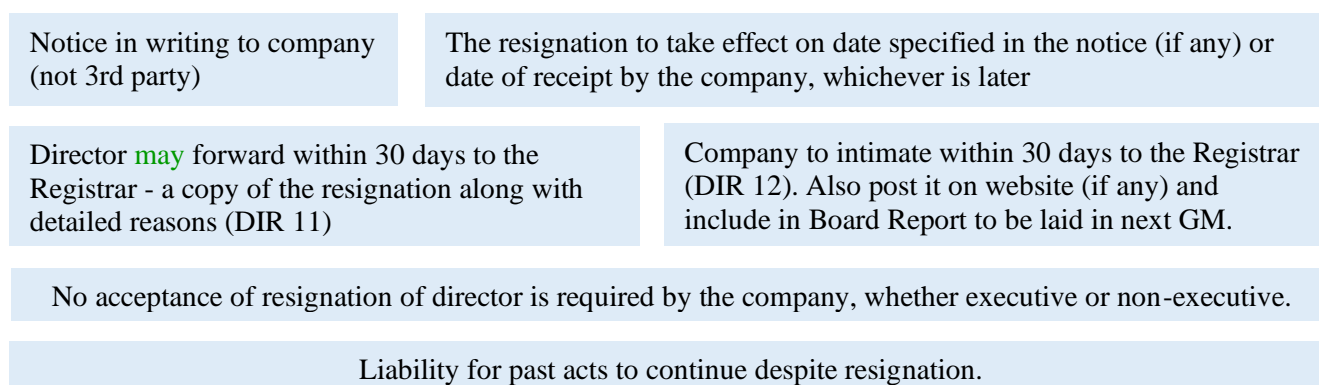 Notice in writing to company
(not 3rd party)
The resignation to take effect on date specified in the notice (if any) or
date of receipt by the company, whichever is later
Director may forward within 30 days to the
Registrar - a copy of the resignation along with
detailed reasons (DIR 11)
Company to intimate within 30 days to the Registrar
(DIR 12). Also post it on website (if any) and
include in Board Report to be laid in next GM.
No acceptance of resignation of director is required by the company, whether executive or non-executive.
Liability for past acts to continue despite resignation.